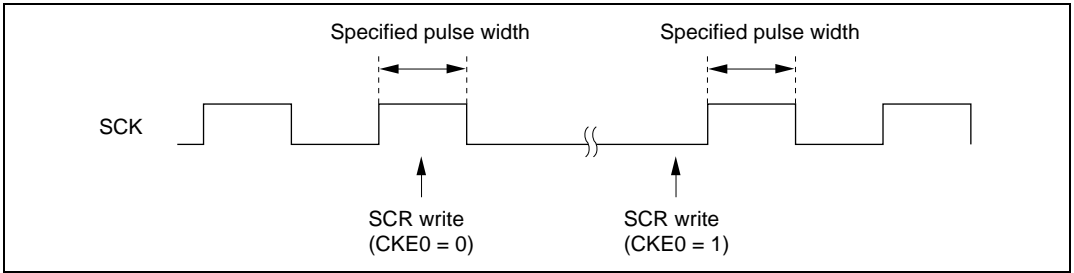 Specified pulse width
Specified pulse width
SCK
SCR write
(CKE0 = 0)
SCR write
(CKE0 = 1)